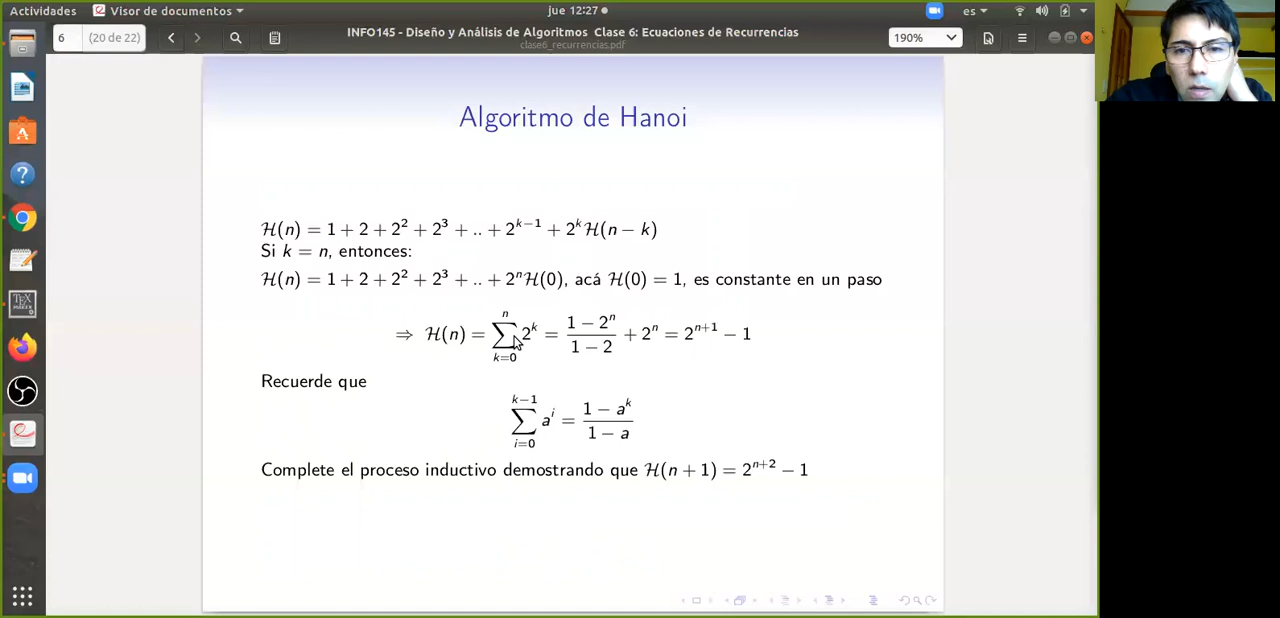 Actividades Visor de documentos jue 12:27 es
6 (20 de 22) INFO145 - Diseño y Análisis de Algoritmos Clase 6: Ecuaciones de Recurrencias 190%
clase6_recurrencias.pdf
Algoritmo de Hanoi
ℋ(n) = 1 + 2 + 2² + 2³ + .. + 2^{k−1} + 2^k ℋ(n − k)
Si k = n, entonces:
ℋ(n) = 1 + 2 + 2² + 2³ + .. + 2^n ℋ(0), acá ℋ(0) = 1, es constante en un paso
⇒ ℋ(n) = ∑_{k=0}^{n} 2^k = \frac{1 − 2^n}{1 − 2} + 2^n = 2^{n+1} − 1
Recuerde que
∑_{i=0}^{k−1} a^i = \frac{1 − a^k}{1 − a}
Complete el proceso inductivo demostrando que ℋ(n + 1) = 2^{n+2} − 1